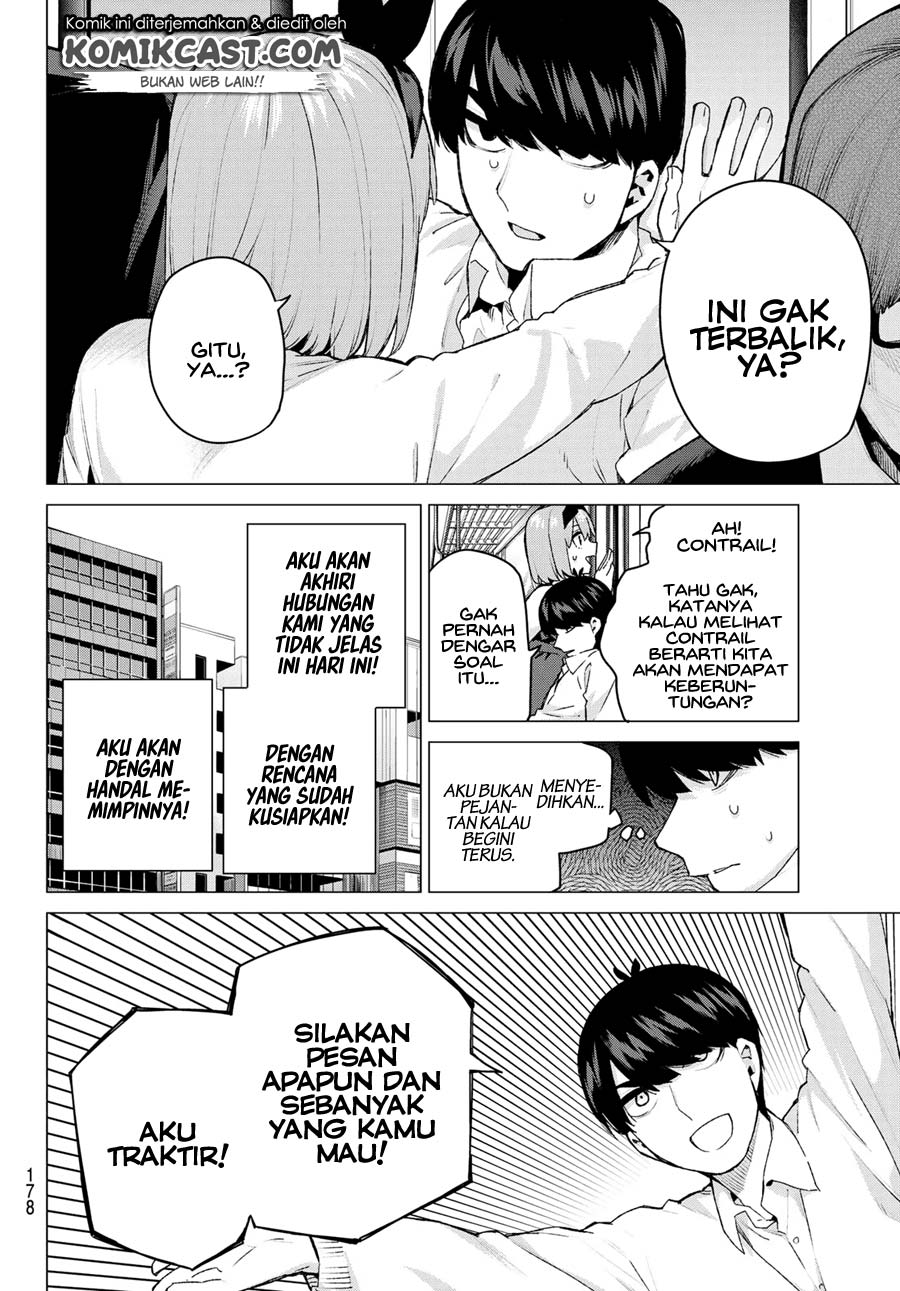 Komik ini diterjemahkan & diedit oleh
KOMIKCAST.COM
BUKAN WEB LAIN!!
INI GAK
TERBALIK,
YA?
GITU,
YA...?
AH!
CONTRAIL!
TAHU GAK,
KATANYA
KALAU MELIHAT
CONTRAIL
BERARTI KITA
AKAN MENDAPAT
KEBERUN-
TUNGAN?
GAK
PERNAH
DENGAR
SOAL
ITU...
MENYE-
DIHKAN...
AKU BUKAN
PEJAN-
TAN KALAU
BEGINI
TERUS.
AKU AKAN
AKHIRI
HUBUNGAN
KAMI YANG
TIDAK JELAS
INI HARI INI!
DENGAN
RENCANA
YANG SUDAH
KUSIAPKAN!
AKU AKAN
DENGAN
HANDAL ME-
MIMPINNYA!
SILAKAN
PESAN
APAPUN DAN
SEBANYAK
YANG KAMU
MAU!
AKU
TRAKTIR!
178